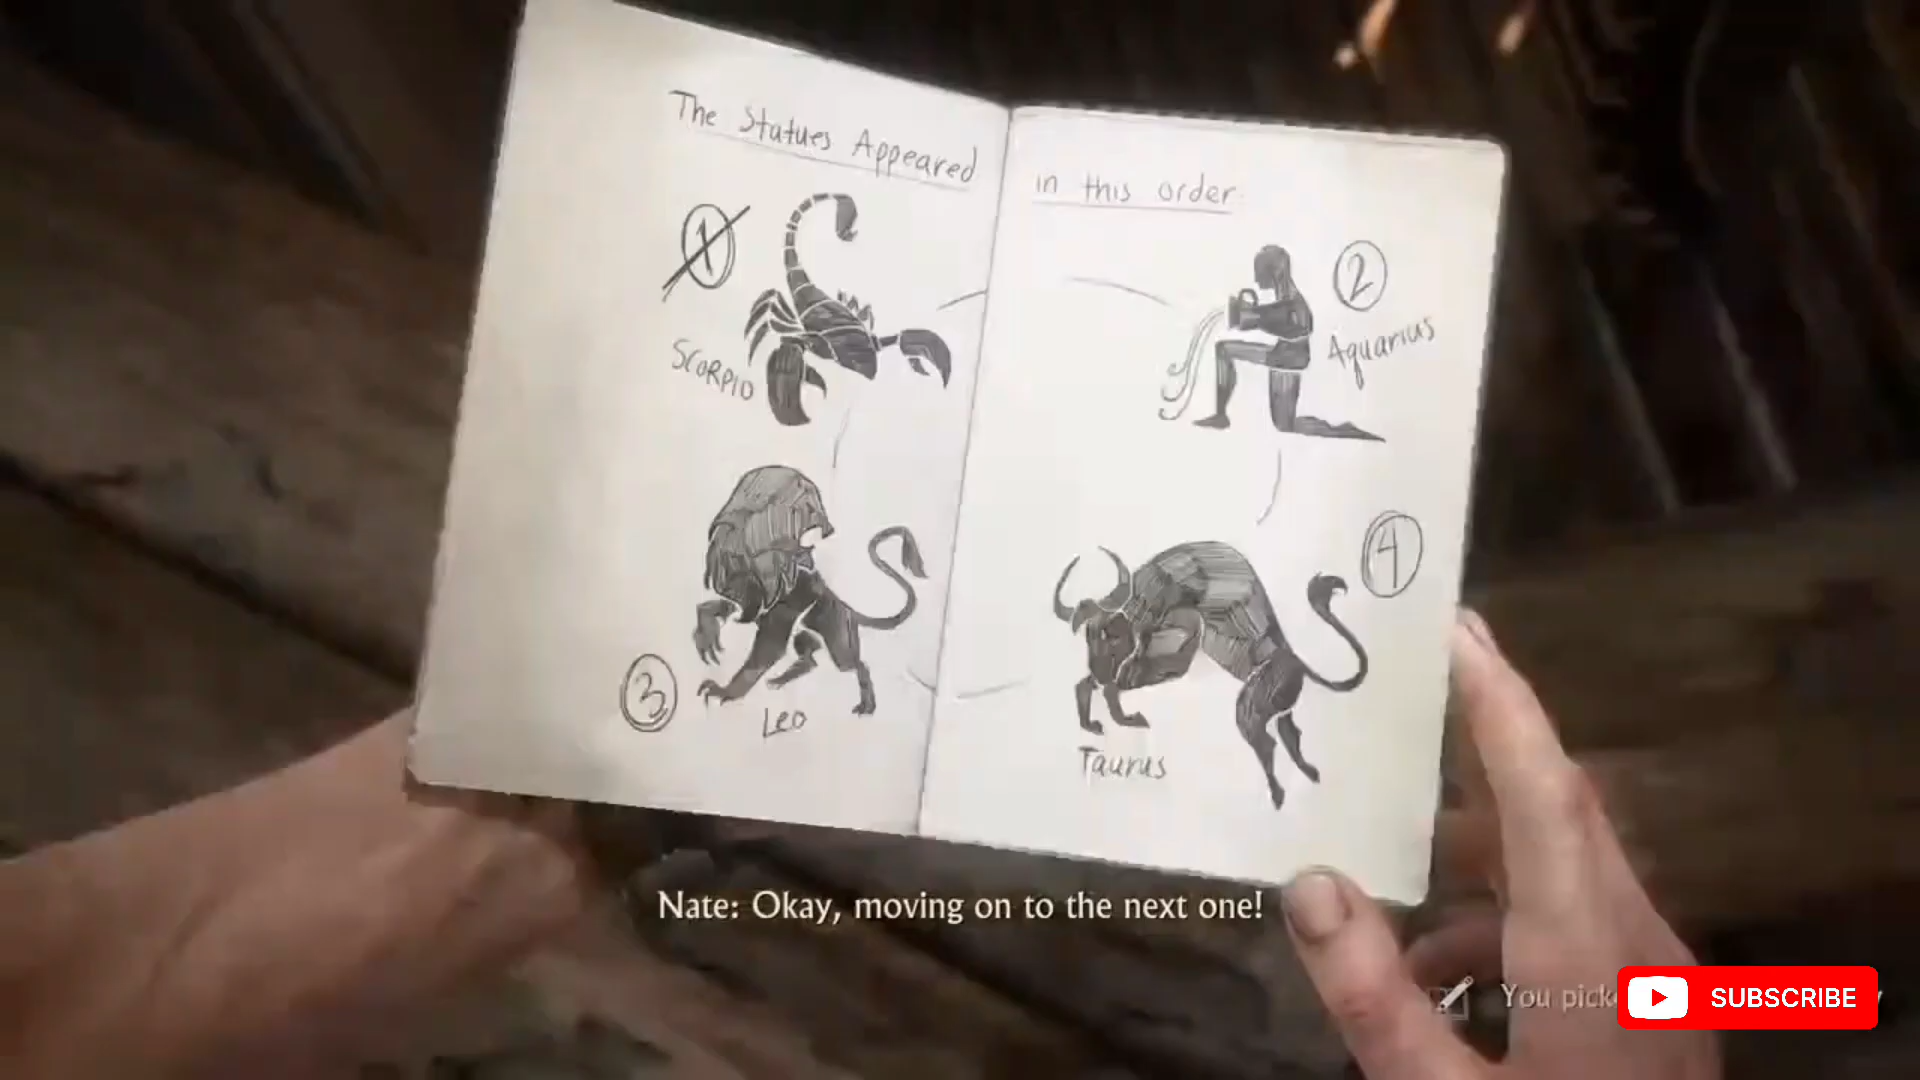 The Statues Appeared
in this order.
1
SCORPIO
2
Aquarius
3
Leo
4
Taurus
Nate: Okay, moving on to the next one!
You
SUBSCRIBE